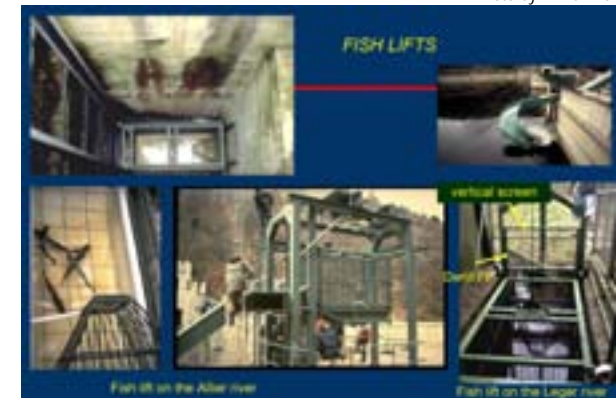 FISH LIFTS
vertical screen
Fish lift on the Allier river
Fish lift on the Leger river